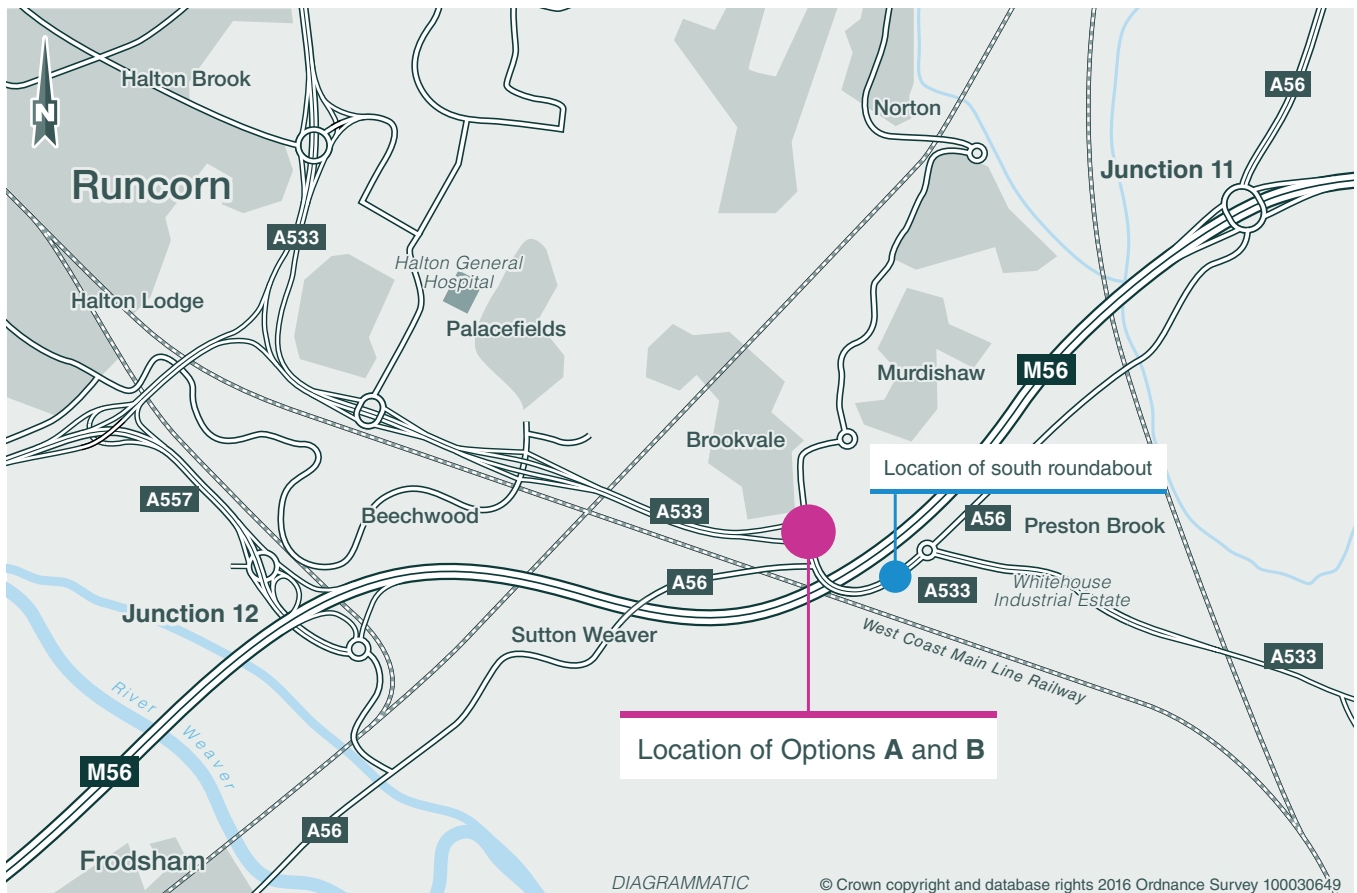 Halton Brook
N
Runcorn
A533
Halton General
Hospital
Halton Lodge
Palacefields
Norton
A56
Junction 11
M56
Murdishaw
Brookvale
Location of south roundabout
A557
Beechwood
A533
A56
Preston Brook
A56
A533
Whitehouse
Industrial Estate
Junction 12
Sutton Weaver
West Coast Main Line Railway
A533
River Weaver
Location of Options A and B
M56
A56
Frodsham
DIAGRAMMATIC
© Crown copyright and database rights 2016 Ordnance Survey 100030649